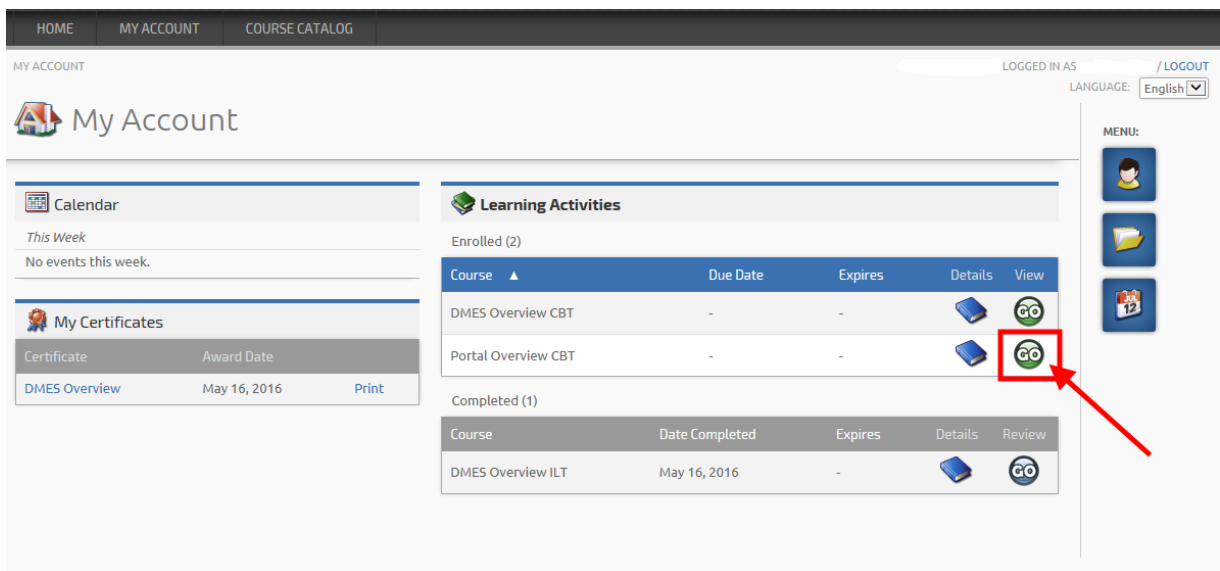 HOME MY ACCOUNT COURSE CATALOG
MY ACCOUNT LOGGED IN AS / LOGOUT
LANGUAGE: English
My Account
MENU:
Calendar
This Week
No events this week.
My Certificates
Certificate Award Date
DMES Overview May 16, 2016 Print
Learning Activities
Enrolled (2)
Course ▲ Due Date Expires Details View
DMES Overview CBT - - GO
Portal Overview CBT - - GO
Completed (1)
Course Date Completed Expires Details Review
DMES Overview ILT May 16, 2016 - GO
JUL
12